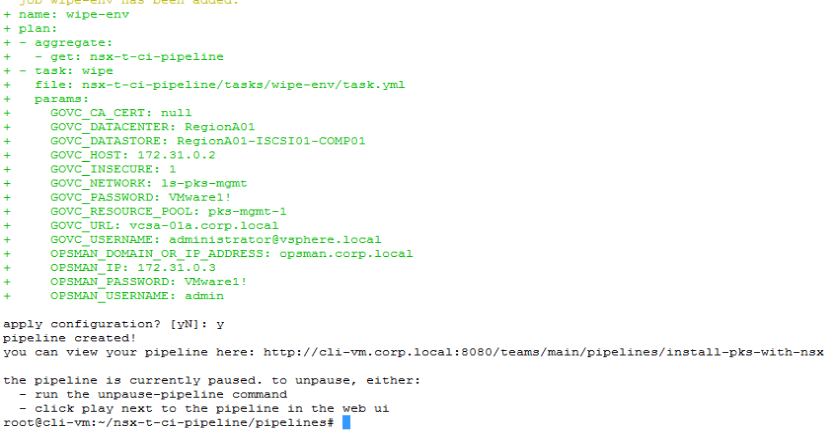 job wipe-env has been added:
+ name: wipe-env
+ plan:
+ - aggregate:
+   - get: nsx-t-ci-pipeline
+ - task: wipe
+   file: nsx-t-ci-pipeline/tasks/wipe-env/task.yml
+   params:
+     GOVC_CA_CERT: null
+     GOVC_DATACENTER: RegionA01
+     GOVC_DATASTORE: RegionA01-ISCSI01-COMP01
+     GOVC_HOST: 172.31.0.2
+     GOVC_INSECURE: 1
+     GOVC_NETWORK: ls-pks-mgmt
+     GOVC_PASSWORD: VMware1!
+     GOVC_RESOURCE_POOL: pks-mgmt-1
+     GOVC_URL: vcsa-01a.corp.local
+     GOVC_USERNAME: administrator@vsphere.local
+     OPSMAN_DOMAIN_OR_IP_ADDRESS: opsman.corp.local
+     OPSMAN_IP: 172.31.0.3
+     OPSMAN_PASSWORD: VMware1!
+     OPSMAN_USERNAME: admin
apply configuration? [yN]: y
pipeline created!
you can view your pipeline here: http://cli-vm.corp.local:8080/teams/main/pipelines/install-pks-with-nsx
the pipeline is currently paused. to unpause, either:
  - run the unpause-pipeline command
  - click play next to the pipeline in the web ui
root@cli-vm:~/nsx-t-ci-pipeline/pipelines#